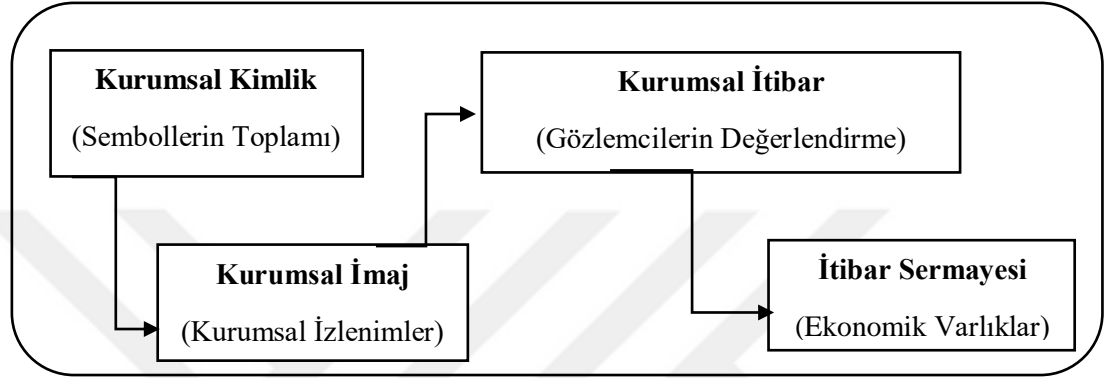 Kurumsal Kimlik
(Sembollerin Toplamı)
Kurumsal İmaj
(Kurumsal İzlenimler)
Kurumsal İtibar
(Gözlemcilerin Değerlendirme)
İtibar Sermayesi
(Ekonomik Varlıklar)